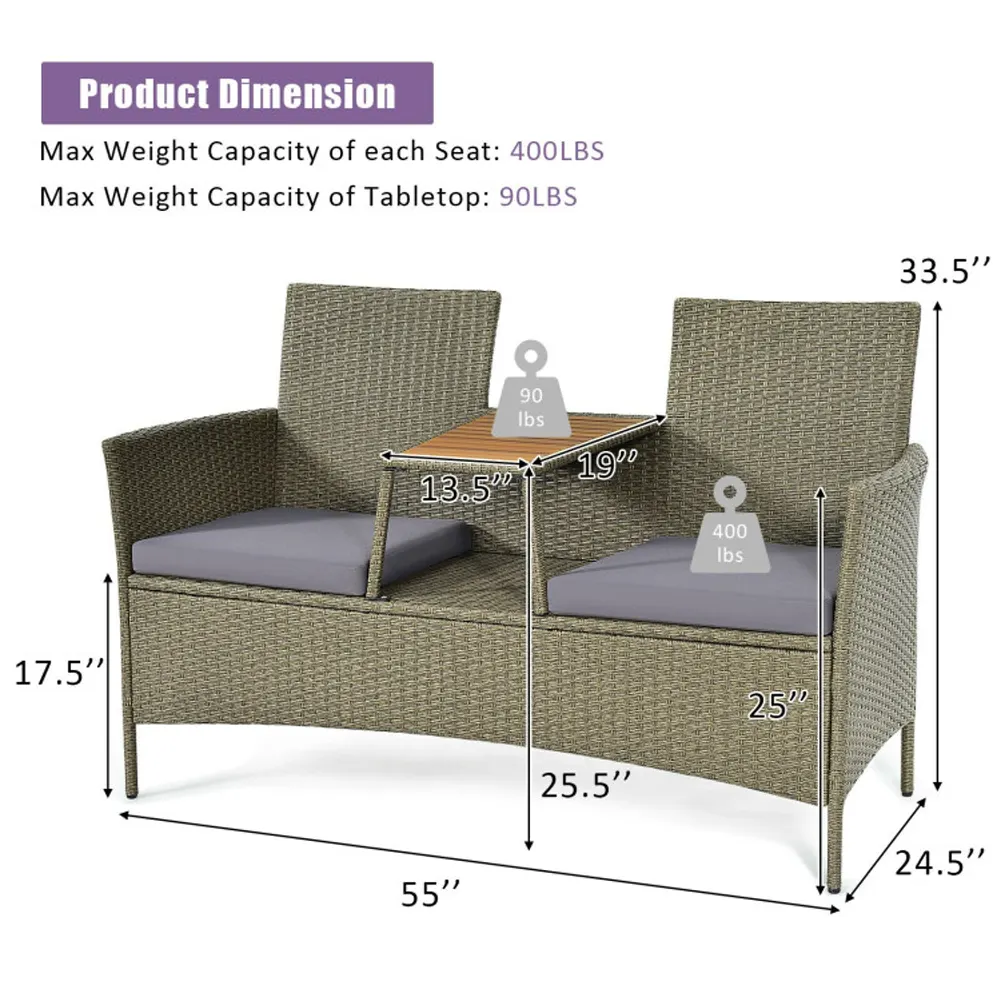 Product Dimension
Max Weight Capacity of each Seat: 400LBS
Max Weight Capacity of Tabletop: 90LBS
33.5’’
90
lbs
19’’
13.5’’
400
lbs
17.5’’
25’’
25.5’’
24.5’’
55’’